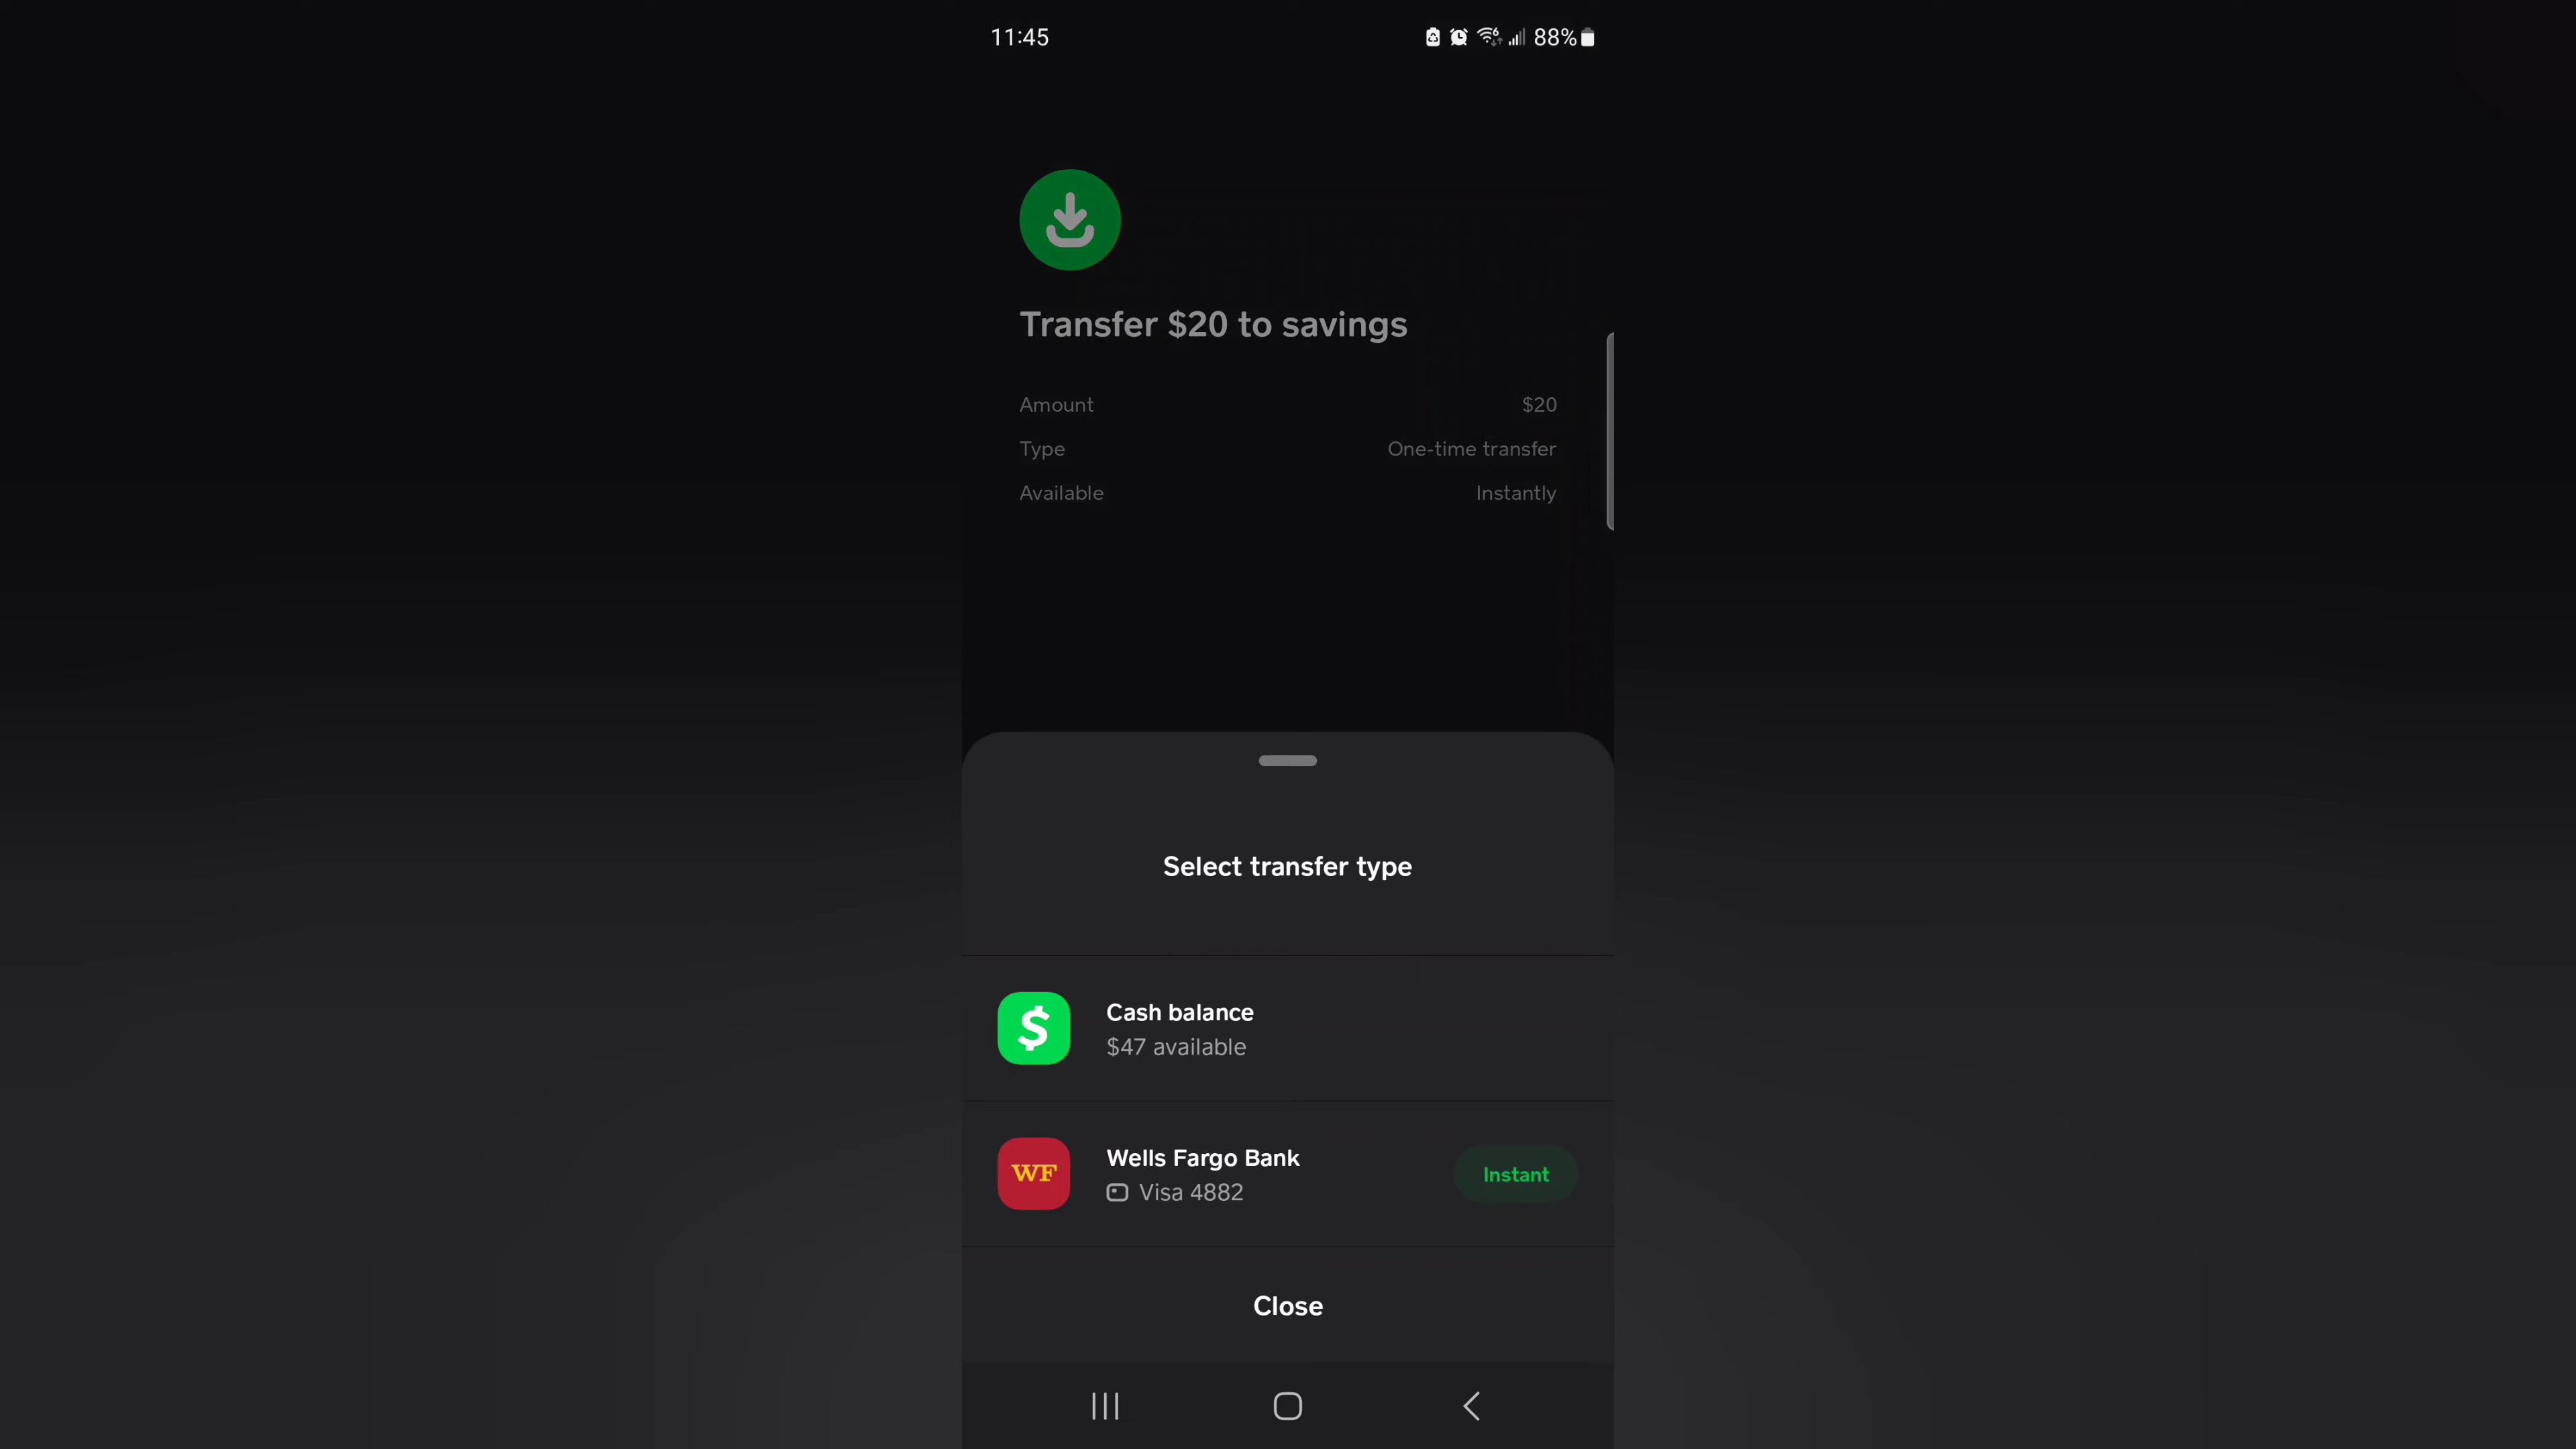 11:45
88%
Transfer $20 to savings
Amount $20
Type One-time transfer
Available Instantly
Select transfer type
Cash balance
$47 available
WF
Wells Fargo Bank
Visa 4882
Instant
Close